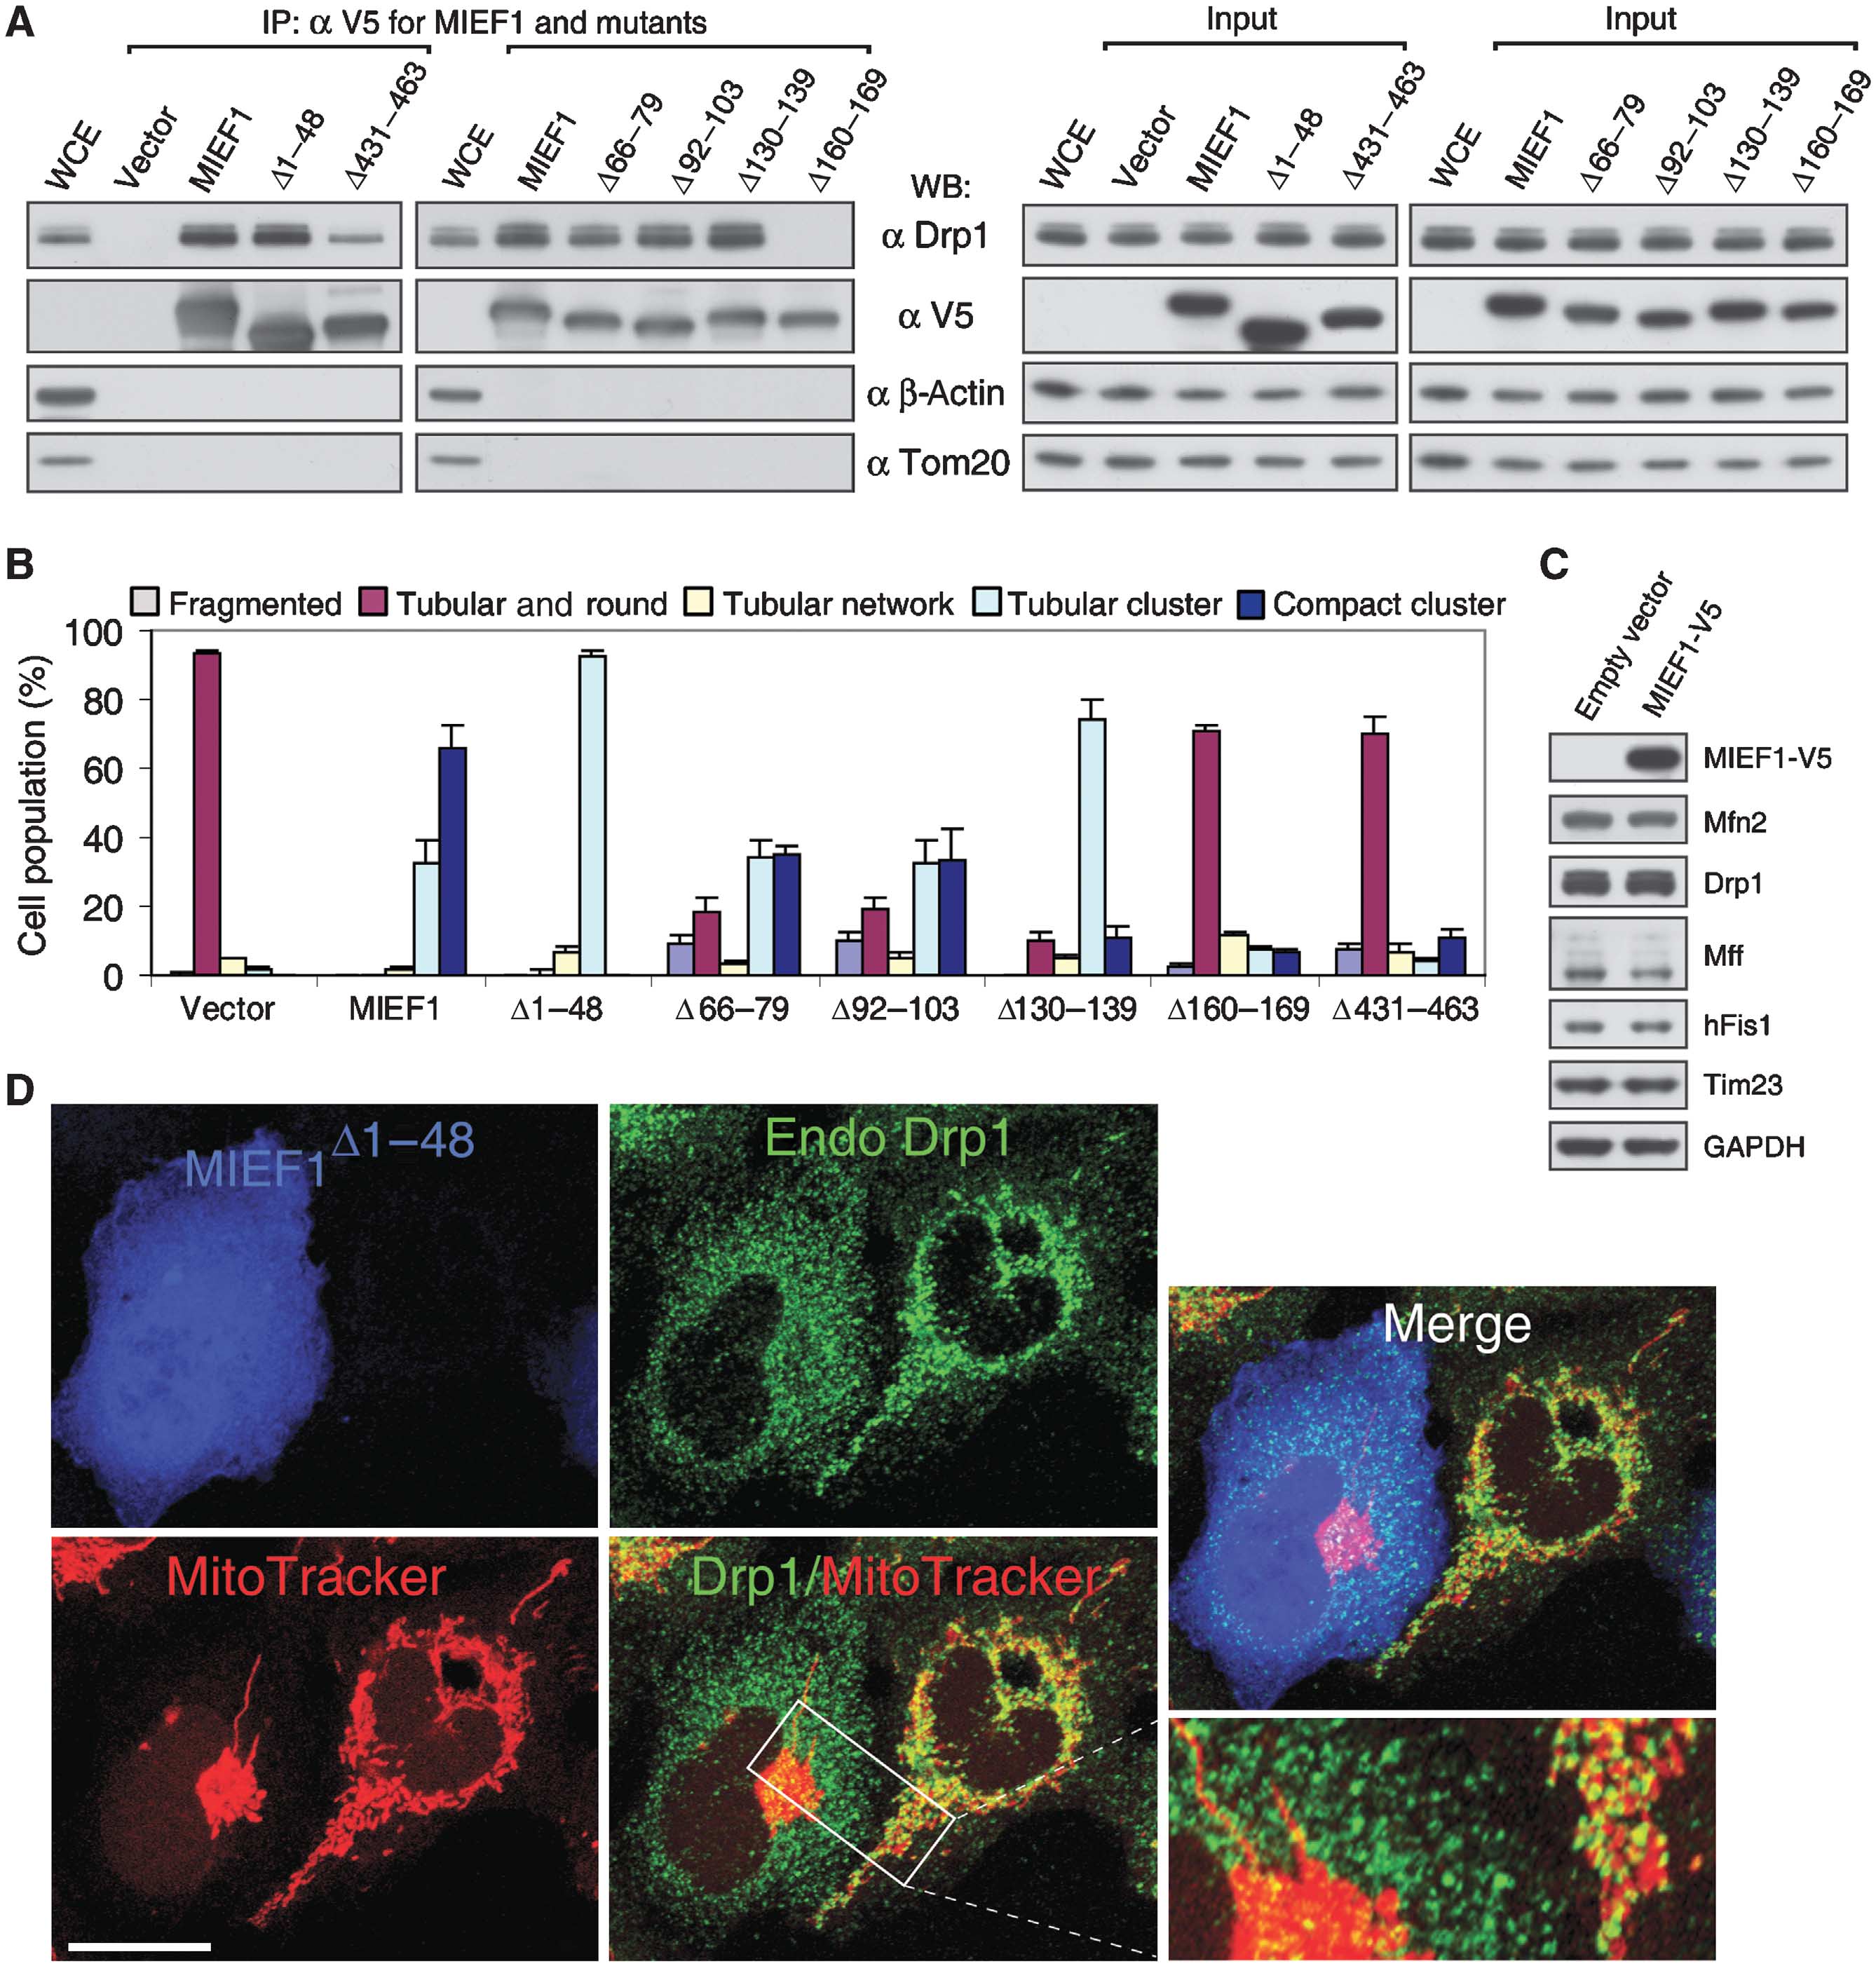 A
IP: α V5 for MIEF1 and mutants
Input
Input
WCE
Vector
MIEF1
Δ1–48
Δ431–463
WCE
MIEF1
Δ66–79
Δ92–103
Δ130–139
Δ160–169
WB:
WCE
Vector
MIEF1
Δ1–48
Δ431–463
WCE
MIEF1
Δ66–79
Δ92–103
Δ130–139
Δ160–169
α Drp1
α V5
α β-Actin
α Tom20
B
Fragmented Tubular and round Tubular network Tubular cluster Compact cluster
Cell population (%)
100
80
60
40
20
0
Vector MIEF1 Δ1–48 Δ66–79 Δ92–103 Δ130–139 Δ160–169 Δ431–463
C
Empty vector
MIEF1-V5
MIEF1-V5
Mfn2
Drp1
Mff
hFis1
Tim23
GAPDH
D
MIEF1Δ1–48
Endo Drp1
Merge
MitoTracker
Drp1/MitoTracker